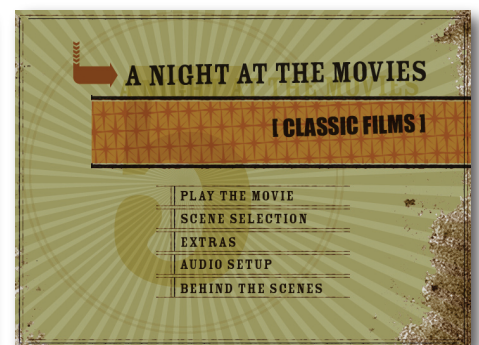 A NIGHT AT THE MOVIES
[ CLASSIC FILMS ]
PLAY THE MOVIE
SCENE SELECTION
EXTRAS
AUDIO SETUP
BEHIND THE SCENES